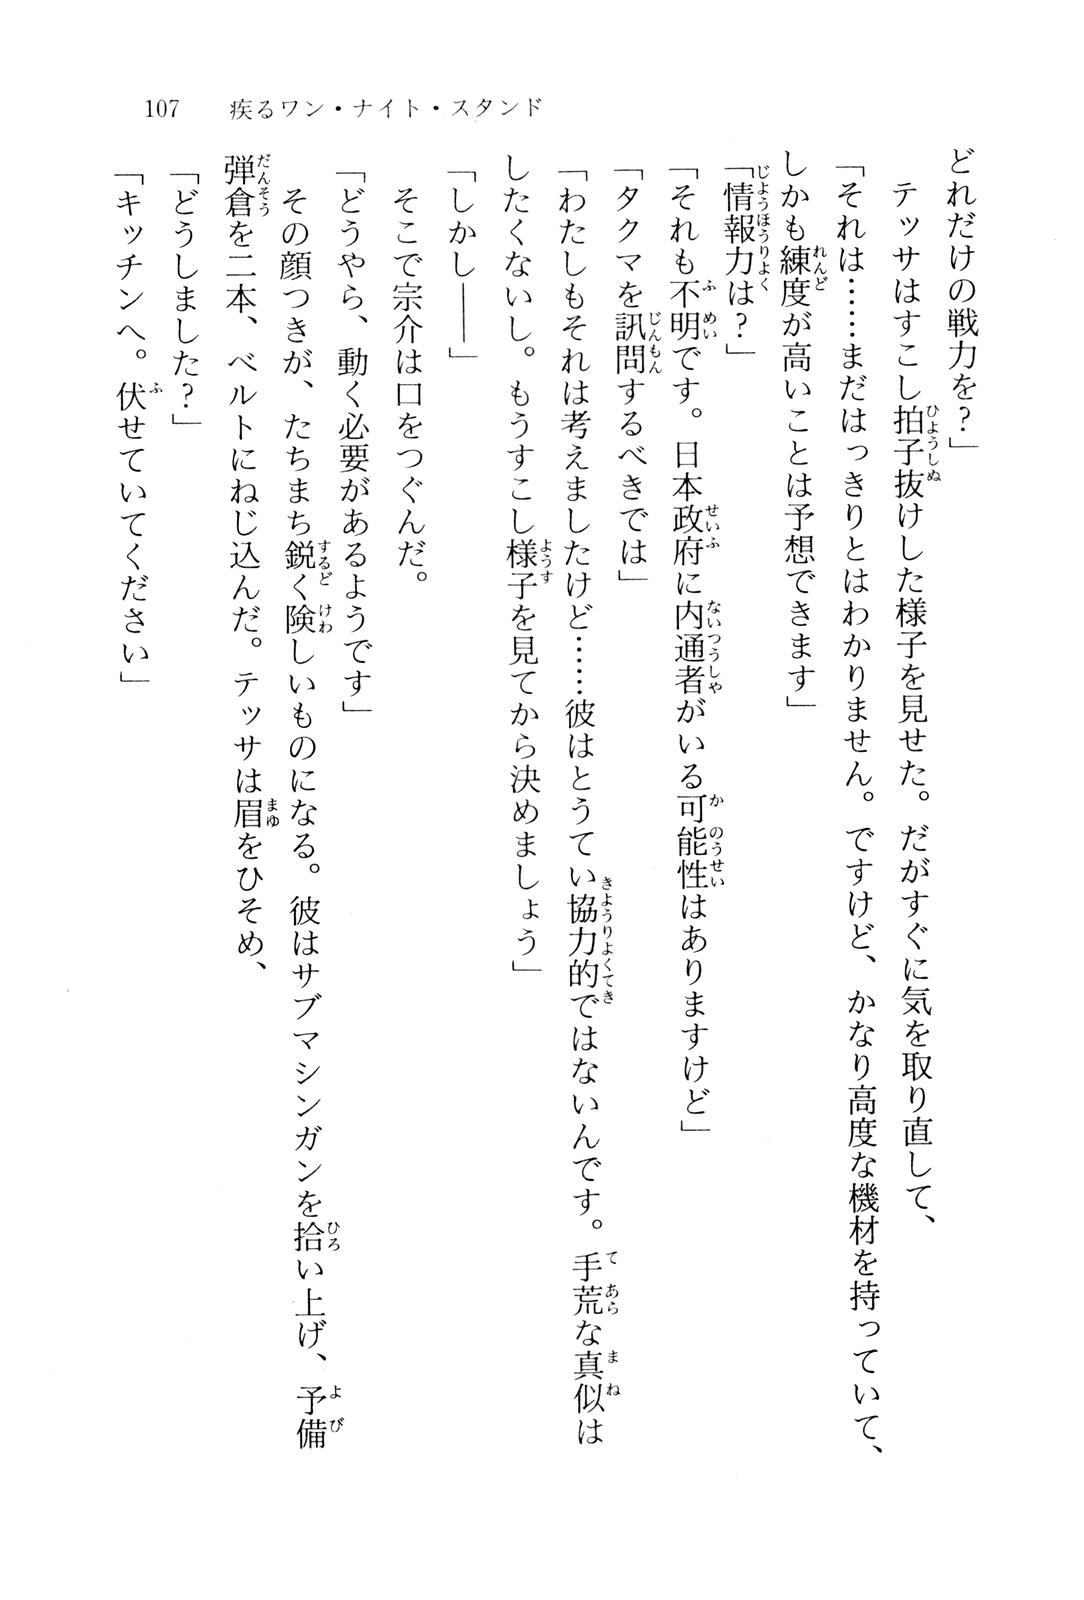 107 疾るワン・ナイト・スタンド
どれだけの戦力を？」
テッサはすこし拍子抜けした様子を見せた。だがすぐに気を取り直して、
「それは……まだはっきりとはわかりません。ですけど、かなり高度な機材を持っていて、
しかも練度が高いことは予想できます」
「情報力は？」
「それも不明です。日本政府に内通者がいる可能性はありますけど」
「タクマを訊問するべきでは」
「わたしもそれは考えましたけど……彼はとうてい協力的ではないんです。手荒な真似は
したくないし。もうすこし様子を見てから決めましょう」
「しかし――」
そこで宗介は口をつぐんだ。
「どうやら、動く必要があるようです」
その顔つきが、たちまち鋭く険しいものになる。彼はサブマシンガンを拾い上げ、予備
弾倉を二本、ベルトにねじ込んだ。テッサは眉をひそめ、
「どうしました？」
「キッチンへ。伏せていてください」